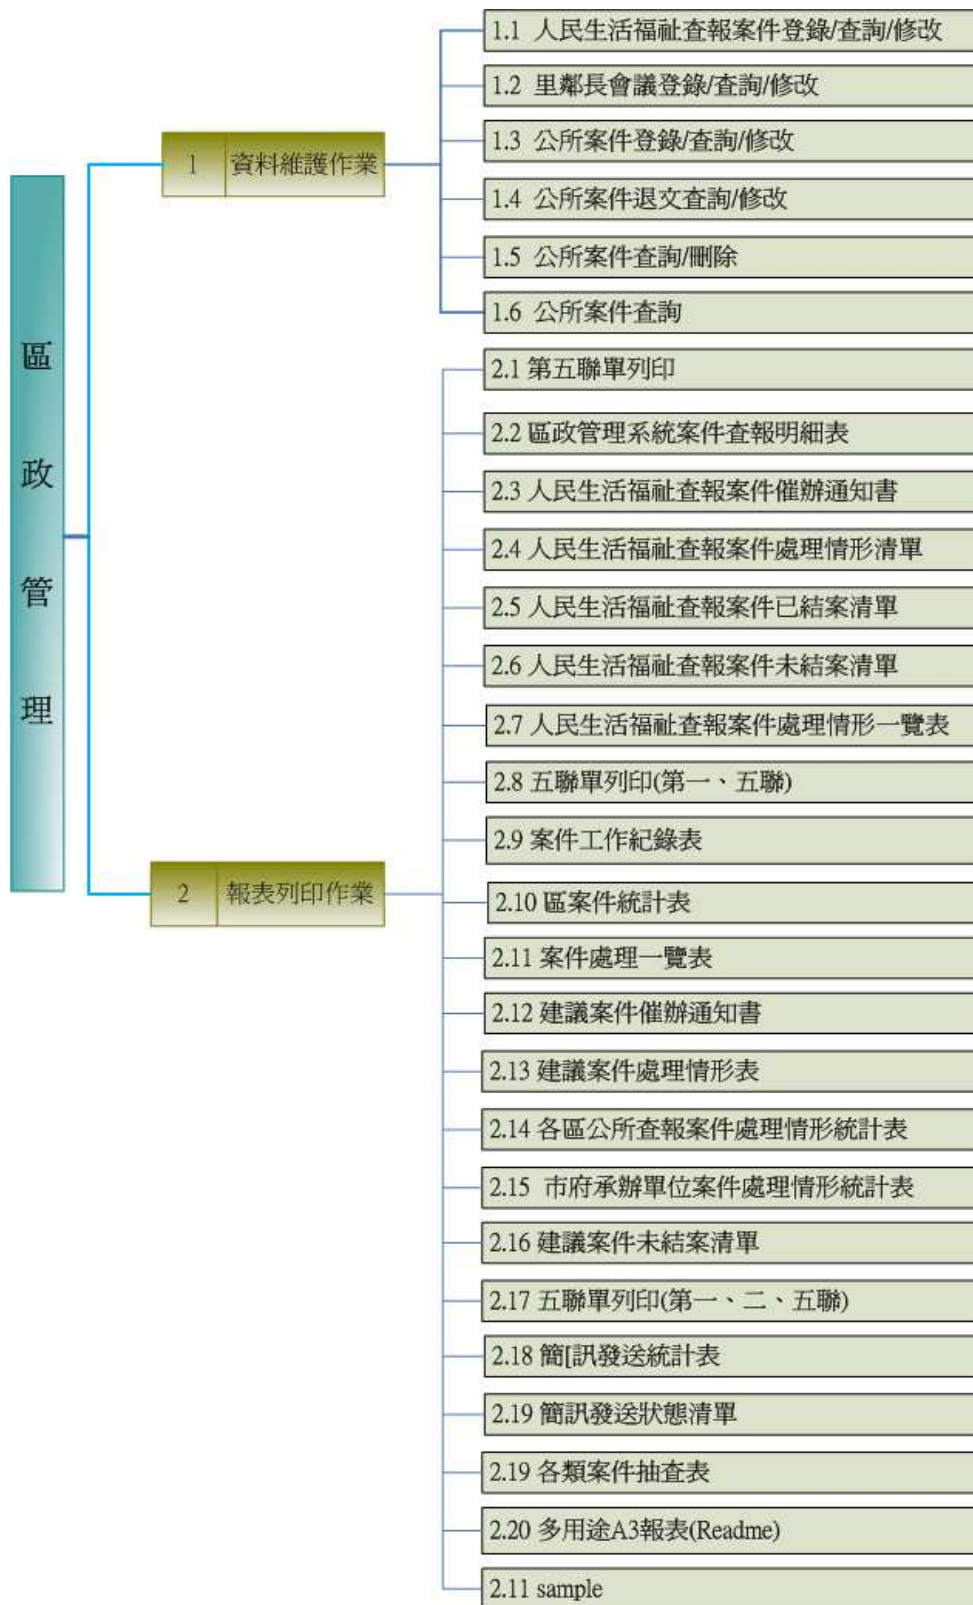 區政管理
1 資料維護作業
1.1 人民生活福祉查報案件登錄/查詢/修改
1.2 里鄰長會議登錄/查詢/修改
1.3 公所案件登錄/查詢/修改
1.4 公所案件退文查詢/修改
1.5 公所案件查詢/刪除
1.6 公所案件查詢
2 報表列印作業
2.1 第五聯單列印
2.2 區政管理系統案件查報明細表
2.3 人民生活福祉查報案件催辦通知書
2.4 人民生活福祉查報案件處理情形清單
2.5 人民生活福祉查報案件已結案清單
2.6 人民生活福祉查報案件未結案清單
2.7 人民生活福祉查報案件處理情形一覽表
2.8 五聯單列印(第一、五聯)
2.9 案件工作紀錄表
2.10 區案件統計表
2.11 案件處理一覽表
2.12 建議案件催辦通知書
2.13 建議案件處理情形表
2.14 各區公所查報案件處理情形統計表
2.15 市府承辦單位案件處理情形統計表
2.16 建議案件未結案清單
2.17 五聯單列印(第一、二、五聯)
2.18 簡[訊發送統計表
2.19 簡訊發送狀態清單
2.19 各類案件抽查表
2.20 多用途A3報表(Readme)
2.11 sample